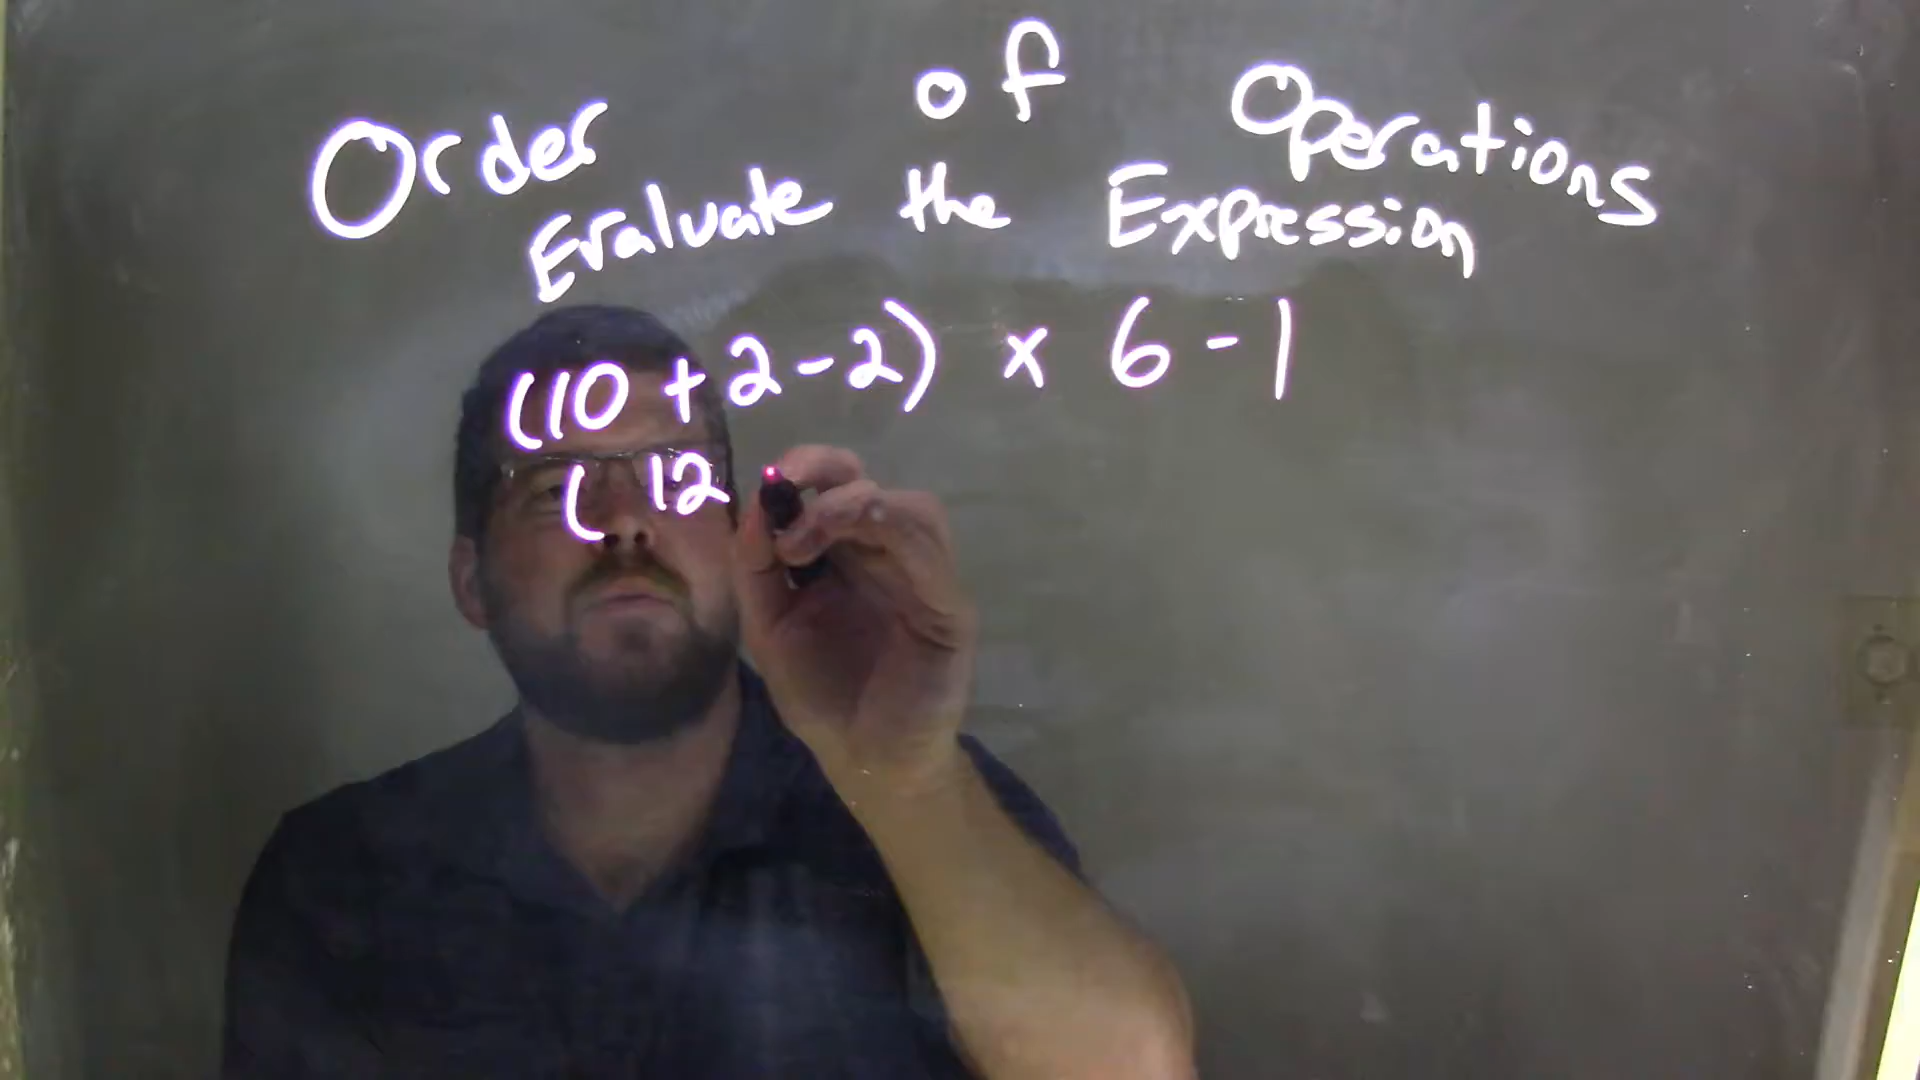 Order of Operations
Evaluate the Expression
(10 + 2 - 2) × 6 - 1
( 12